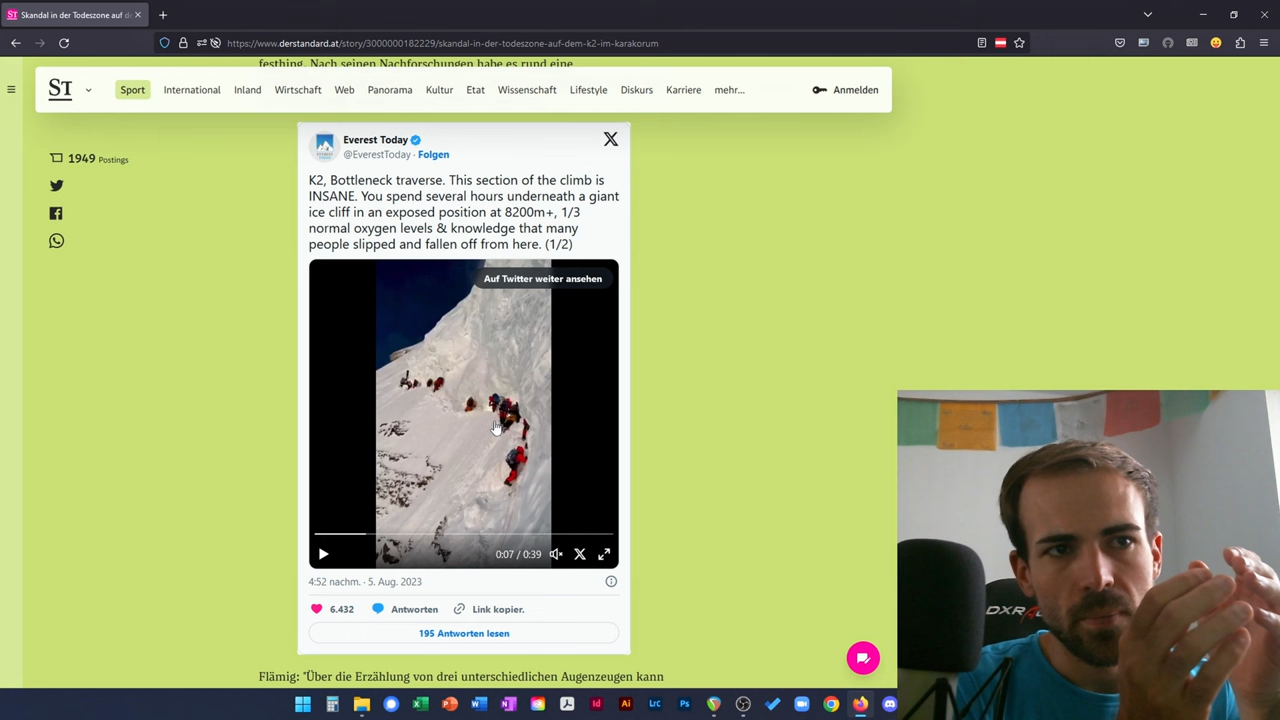 ST Skandal in der Todeszone auf d
https://www.derstandard.at/story/3000000182229/skandal-in-der-todeszone-auf-dem-k2-im-karakorum
festhing. Nach seinen Nachforschungen habe es rund eine
ST Sport International Inland Wirtschaft Web Panorama Kultur Etat Wissenschaft Lifestyle Diskurs Karriere mehr... Anmelden
1949 Postings
Everest Today
@EverestToday · Folgen
K2, Bottleneck traverse. This section of the climb is
INSANE. You spend several hours underneath a giant
ice cliff in an exposed position at 8200m+, 1/3
normal oxygen levels & knowledge that many
people slipped and fallen off from here. (1/2)
Auf Twitter weiter ansehen
0:07 / 0:39
4:52 nachm. · 5. Aug. 2023
6.432 Antworten Link kopier.
195 Antworten lesen
Flämig: "Über die Erzählung von drei unterschiedlichen Augenzeugen kann
DXRA